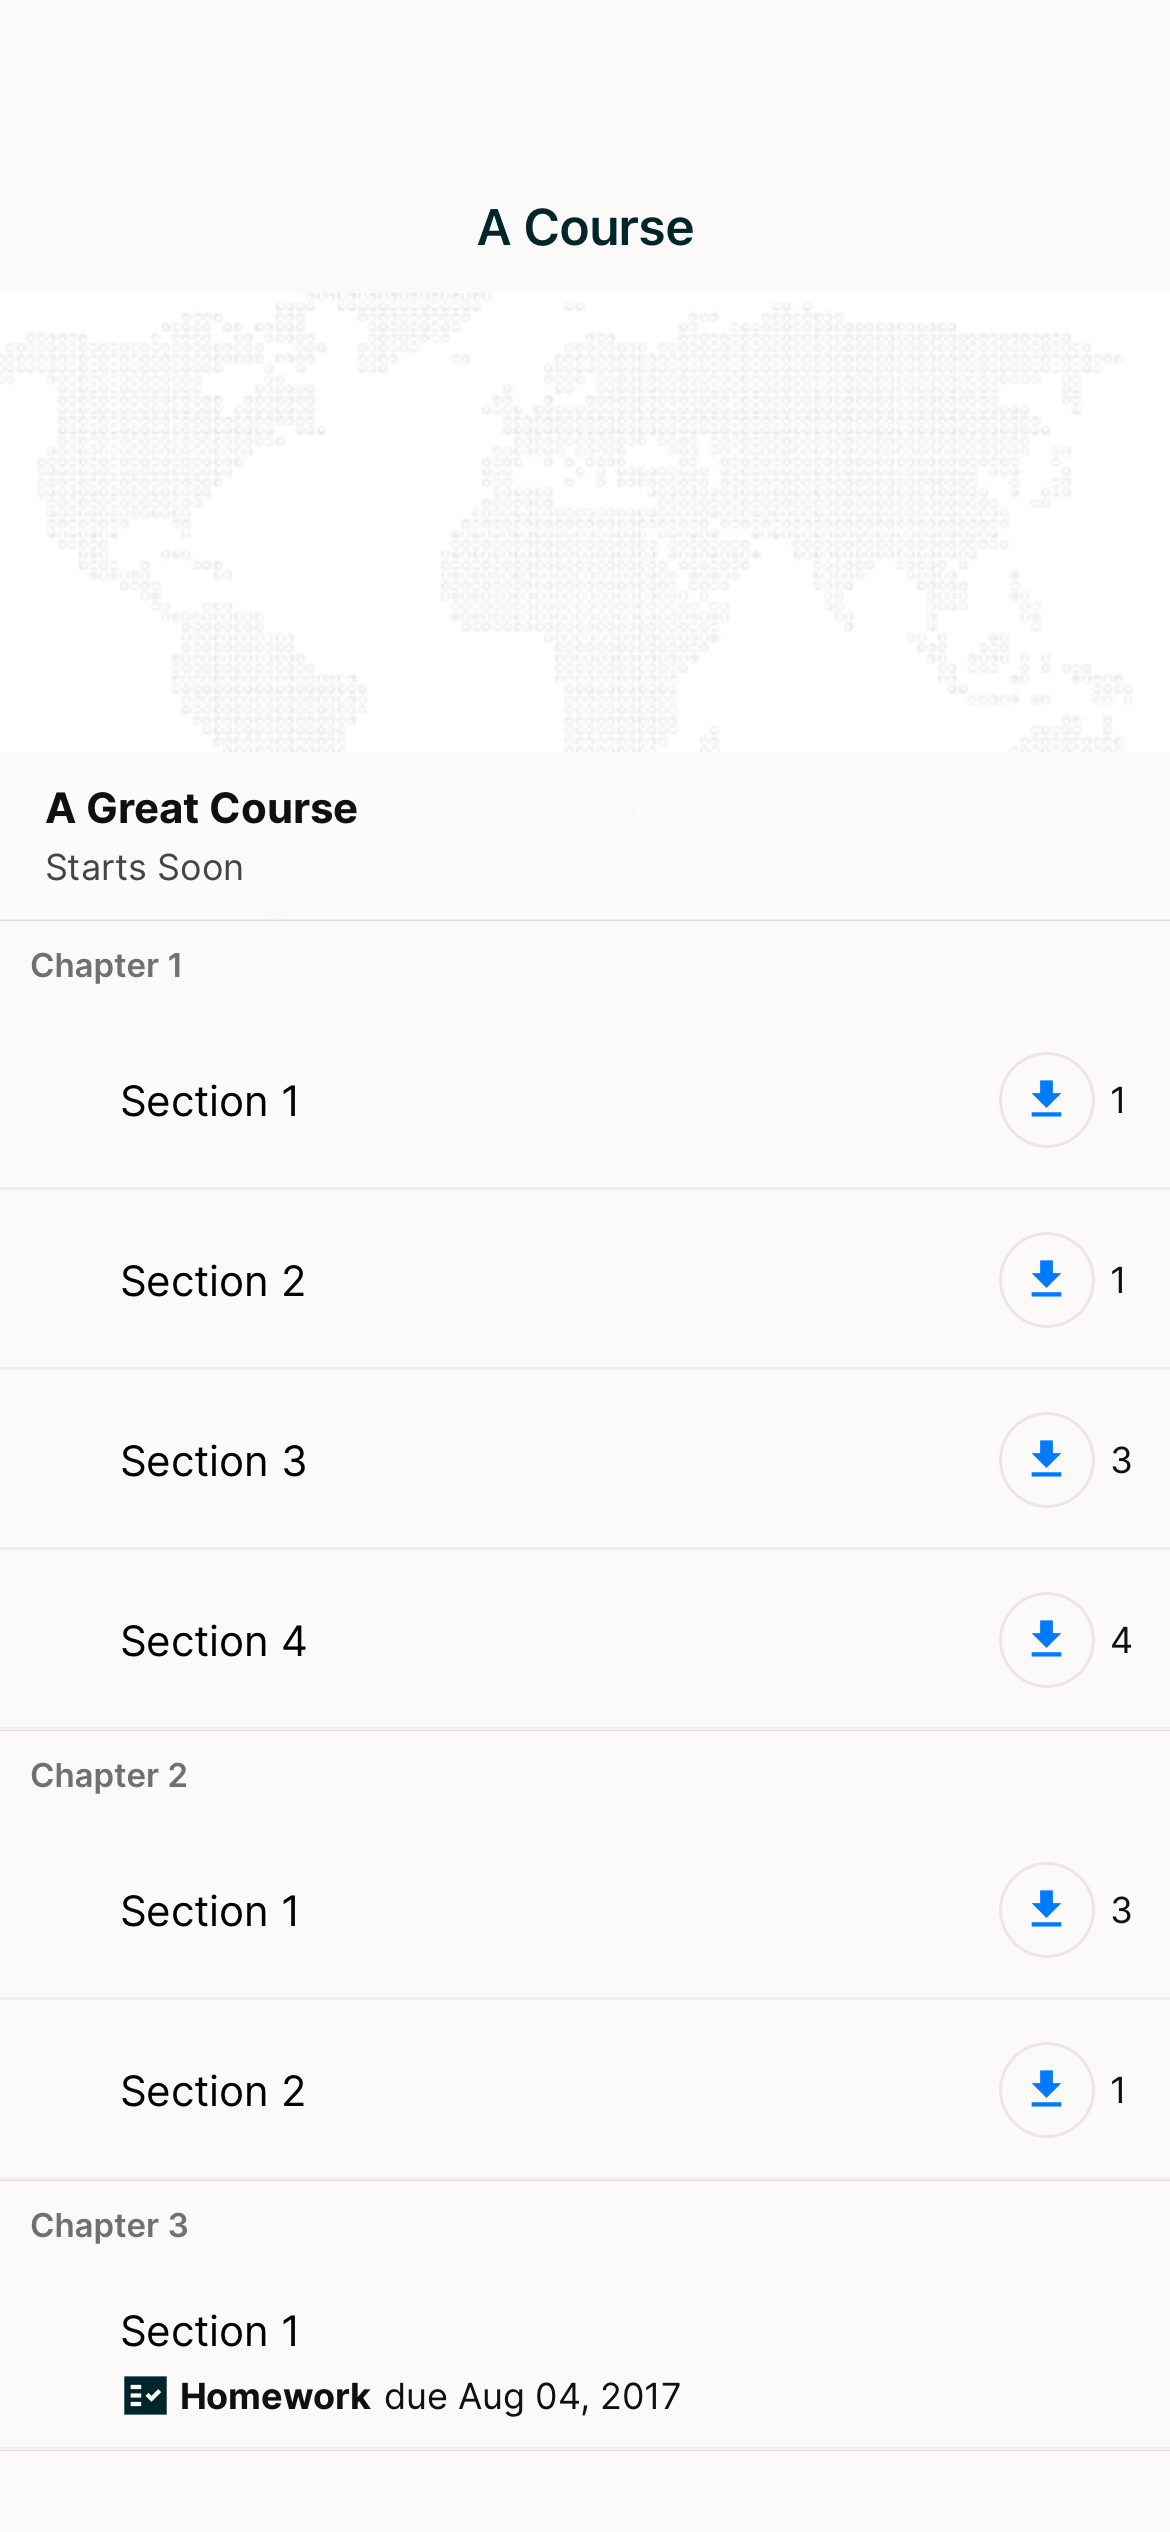 A Course
A Great Course
Starts Soon
Chapter 1
Section 1 1
Section 2 1
Section 3 3
Section 4 4
Chapter 2
Section 1 3
Section 2 1
Chapter 3
Section 1
Homework due Aug 04, 2017